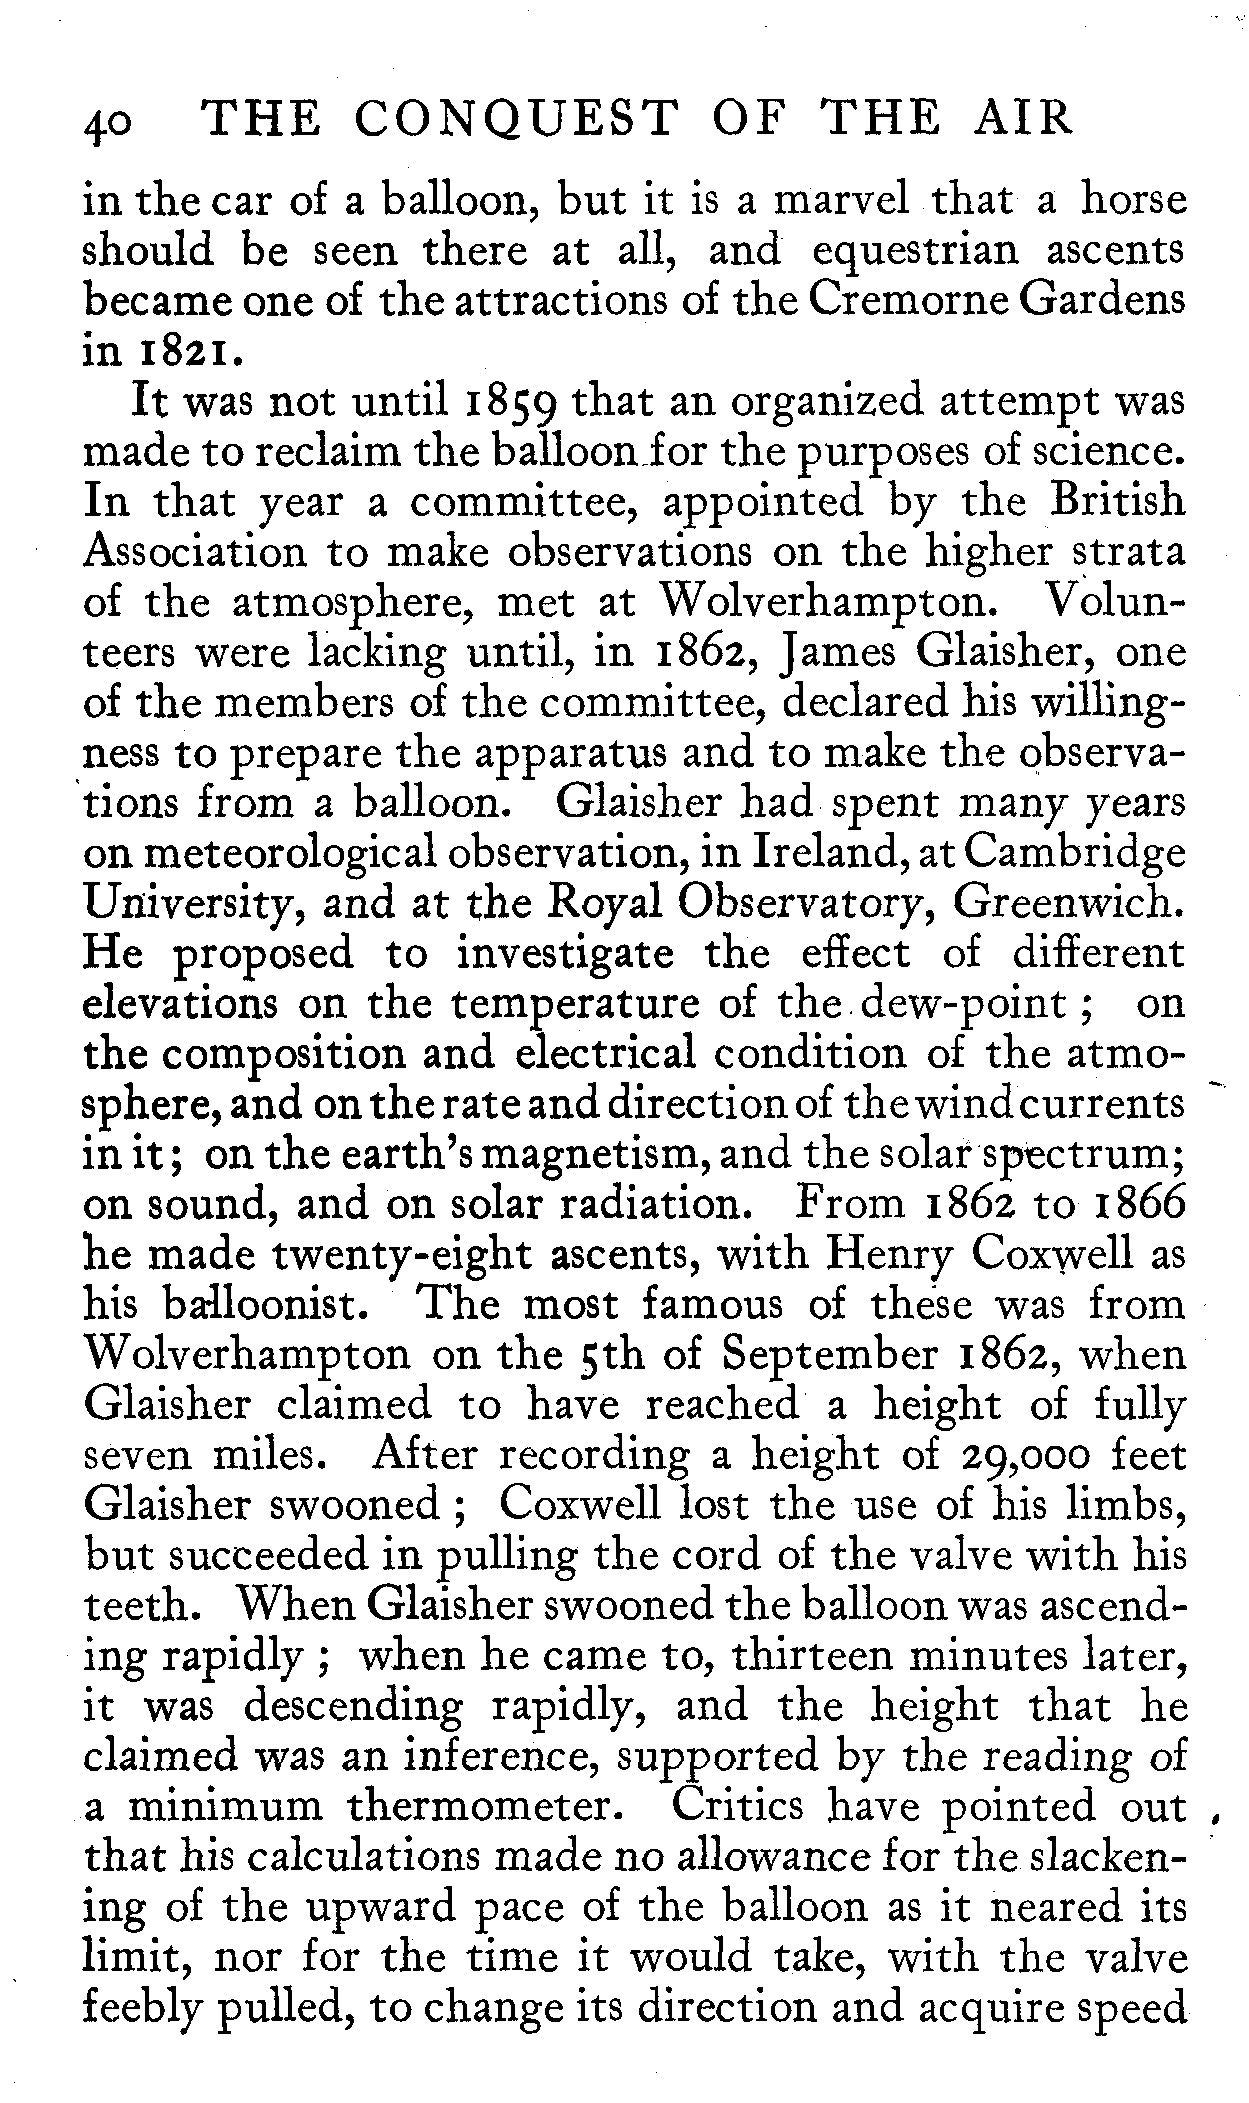 40 THE CONQUEST OF THE AIR
in the car of a balloon, but it is a marvel that a horse
should be seen there at all, and equestrian ascents
became one of the attractions of the Cremorne Gardens
in 1821.
It was not until 1859 that an organized attempt was
made to reclaim the balloon for the purposes of science.
In that year a committee, appointed by the British
Association to make observations on the higher strata
of the atmosphere, met at Wolverhampton. Volun-
teers were lacking until, in 1862, James Glaisher, one
of the members of the committee, declared his willing-
ness to prepare the apparatus and to make the observa-
tions from a balloon. Glaisher had spent many years
on meteorological observation, in Ireland, at Cambridge
University, and at the Royal Observatory, Greenwich.
He proposed to investigate the effect of different
elevations on the temperature of the dew-point ; on
the composition and electrical condition of the atmo-
sphere, and on the rate and direction of the wind currents
in it ; on the earth's magnetism, and the solar spectrum;
on sound, and on solar radiation. From 1862 to 1866
he made twenty-eight ascents, with Henry Coxwell as
his balloonist. The most famous of these was from
Wolverhampton on the 5th of September 1862, when
Glaisher claimed to have reached a height of fully
seven miles. After recording a height of 29,000 feet
Glaisher swooned ; Coxwell lost the use of his limbs,
but succeeded in pulling the cord of the valve with his
teeth. When Glaisher swooned the balloon was ascend-
ing rapidly ; when he came to, thirteen minutes later,
it was descending rapidly, and the height that he
claimed was an inference, supported by the reading of
a minimum thermometer. Critics have pointed out
that his calculations made no allowance for the slacken-
ing of the upward pace of the balloon as it neared its
limit, nor for the time it would take, with the valve
feebly pulled, to change its direction and acquire speed